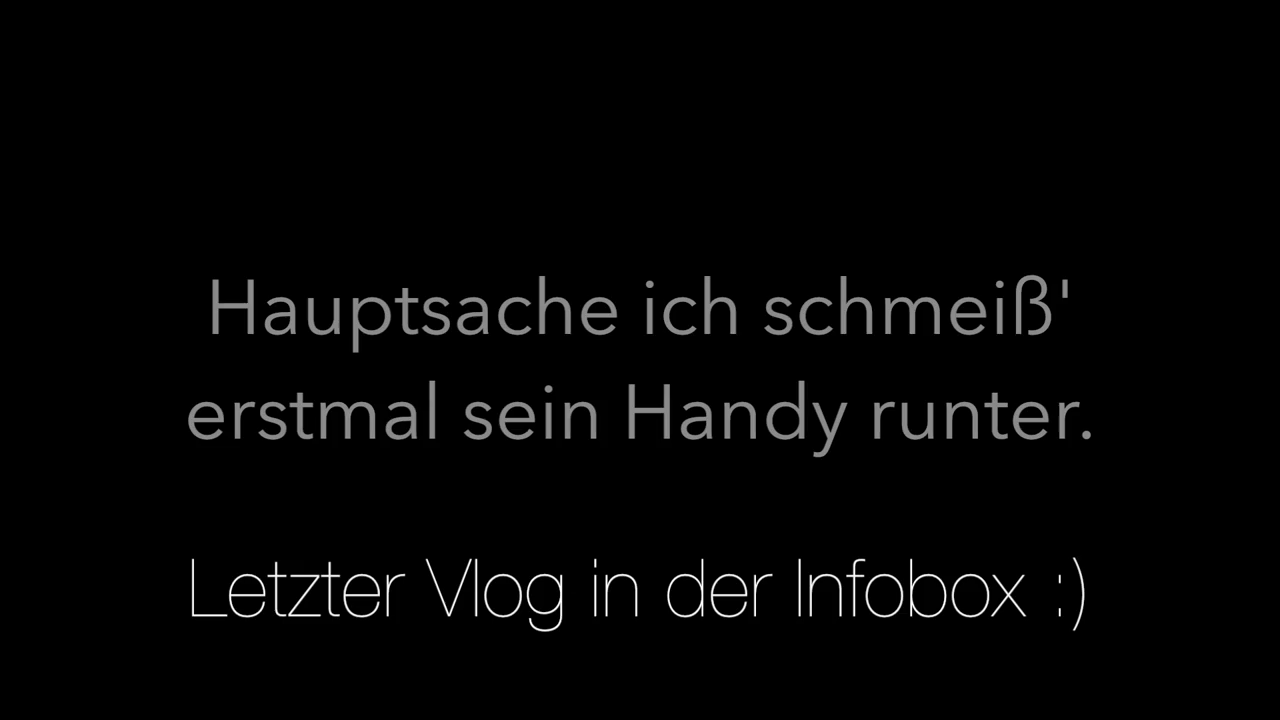 Hauptsache ich schmeiß'
erstmal sein Handy runter.
Letzter Vlog in der Infobox :)